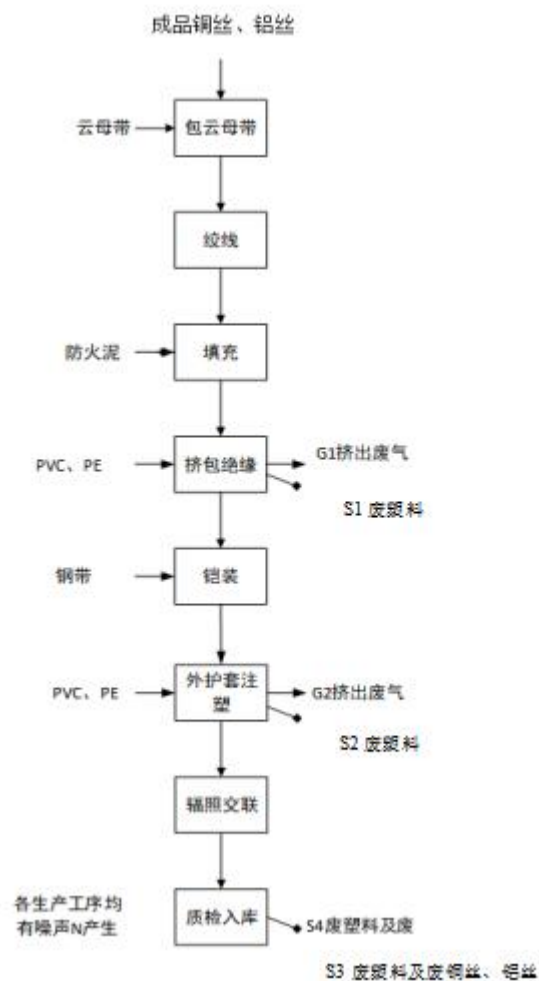 成品铜丝、铝丝
云母带
包云母带
绞线
防火泥
填充
PVC、PE
挤包绝缘
G1挤出废气
S1 废塑料
钢带
铠装
PVC、PE
外护套注
塑
G2挤出废气
S2 废塑料
辐照交联
各生产工序均
有噪声N产生
质检入库
S4废塑料及废
S3 废塑料及废铜丝、铝丝